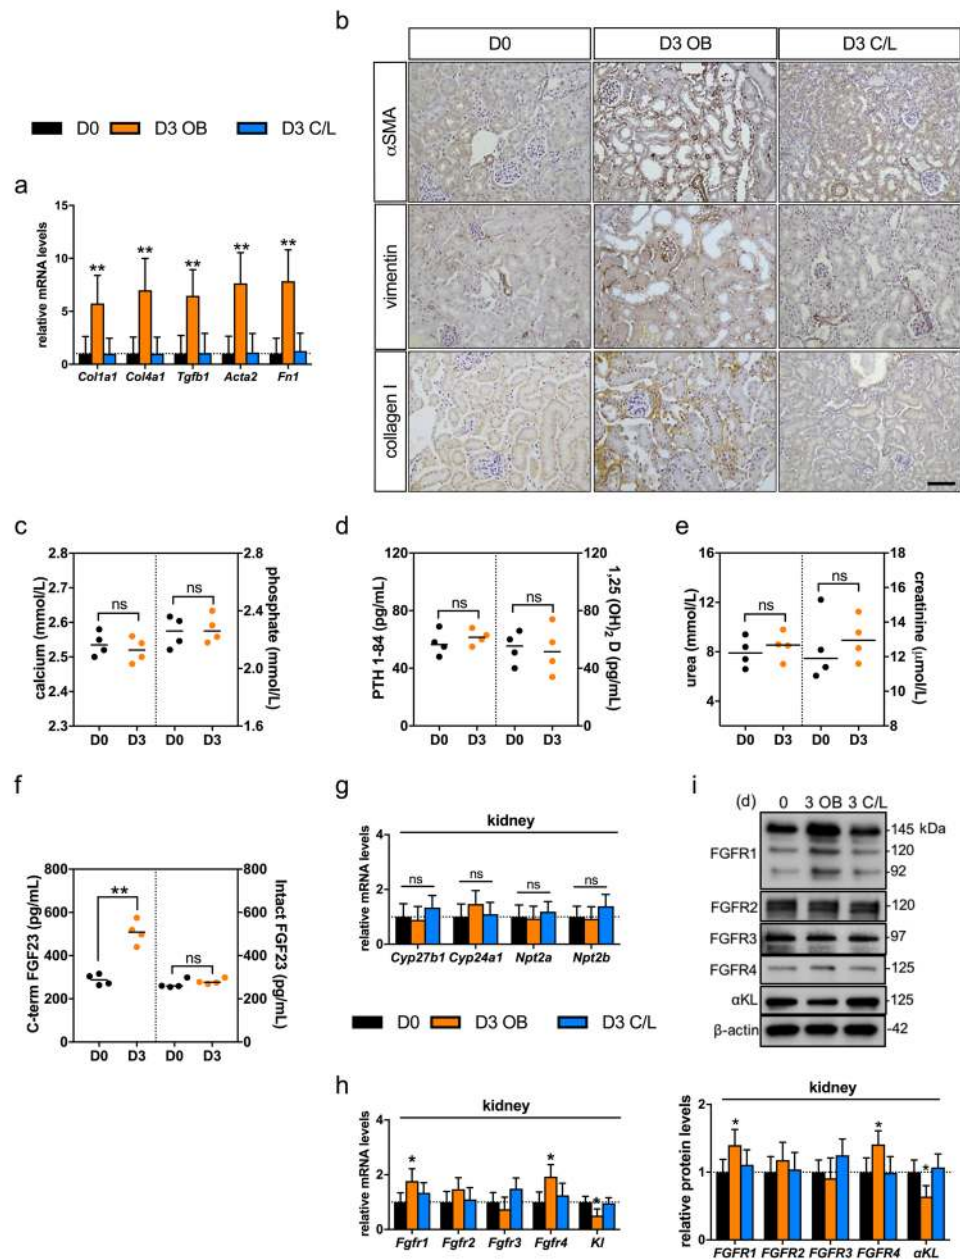 b
D0 D3 OB D3 C/L
αSMA
vimentin
collagen I
D0 D3 OB D3 C/L
a
relative mRNA levels
15
10
5
0
** ** ** ** **
Col1a1 Col4a1 Tgfb1 Acta2 Fn1
c
calcium (mmol/L)
2.8
2.7
2.6
2.5
2.4
2.3
ns ns
phosphate (mmol/L)
2.8
2.4
2.0
1.6
D0 D3 D0 D3
d
PTH 1-84 (pg/mL)
120
80
40
0
ns ns
1,25 (OH)₂ D (pg/mL)
120
80
40
0
D0 D3 D0 D3
e
urea (mmol/L)
16
12
8
4
ns ns
creatinine (μmol/L)
18
16
14
12
10
8
D0 D3 D0 D3
f
C-term FGF23 (pg/mL)
800
600
400
200
0
** ns
Intact FGF23 (pg/mL)
800
600
400
200
0
D0 D3 D0 D3
g
kidney
relative mRNA levels
4
2
0
ns ns ns ns
Cyp27b1 Cyp24a1 Npt2a Npt2b
D0 D3 OB D3 C/L
h
kidney
relative mRNA levels
4
2
0
* * *
Fgfr1 Fgfr2 Fgfr3 Fgfr4 Kl
i
(d) 0 3 OB 3 C/L
FGFR1
-145 kDa
-120
-92
FGFR2 -120
FGFR3 -97
FGFR4 -125
αKL -125
β-actin -42
kidney
relative protein levels
2
1
0
* * *
FGFR1 FGFR2 FGFR3 FGFR4 αKL